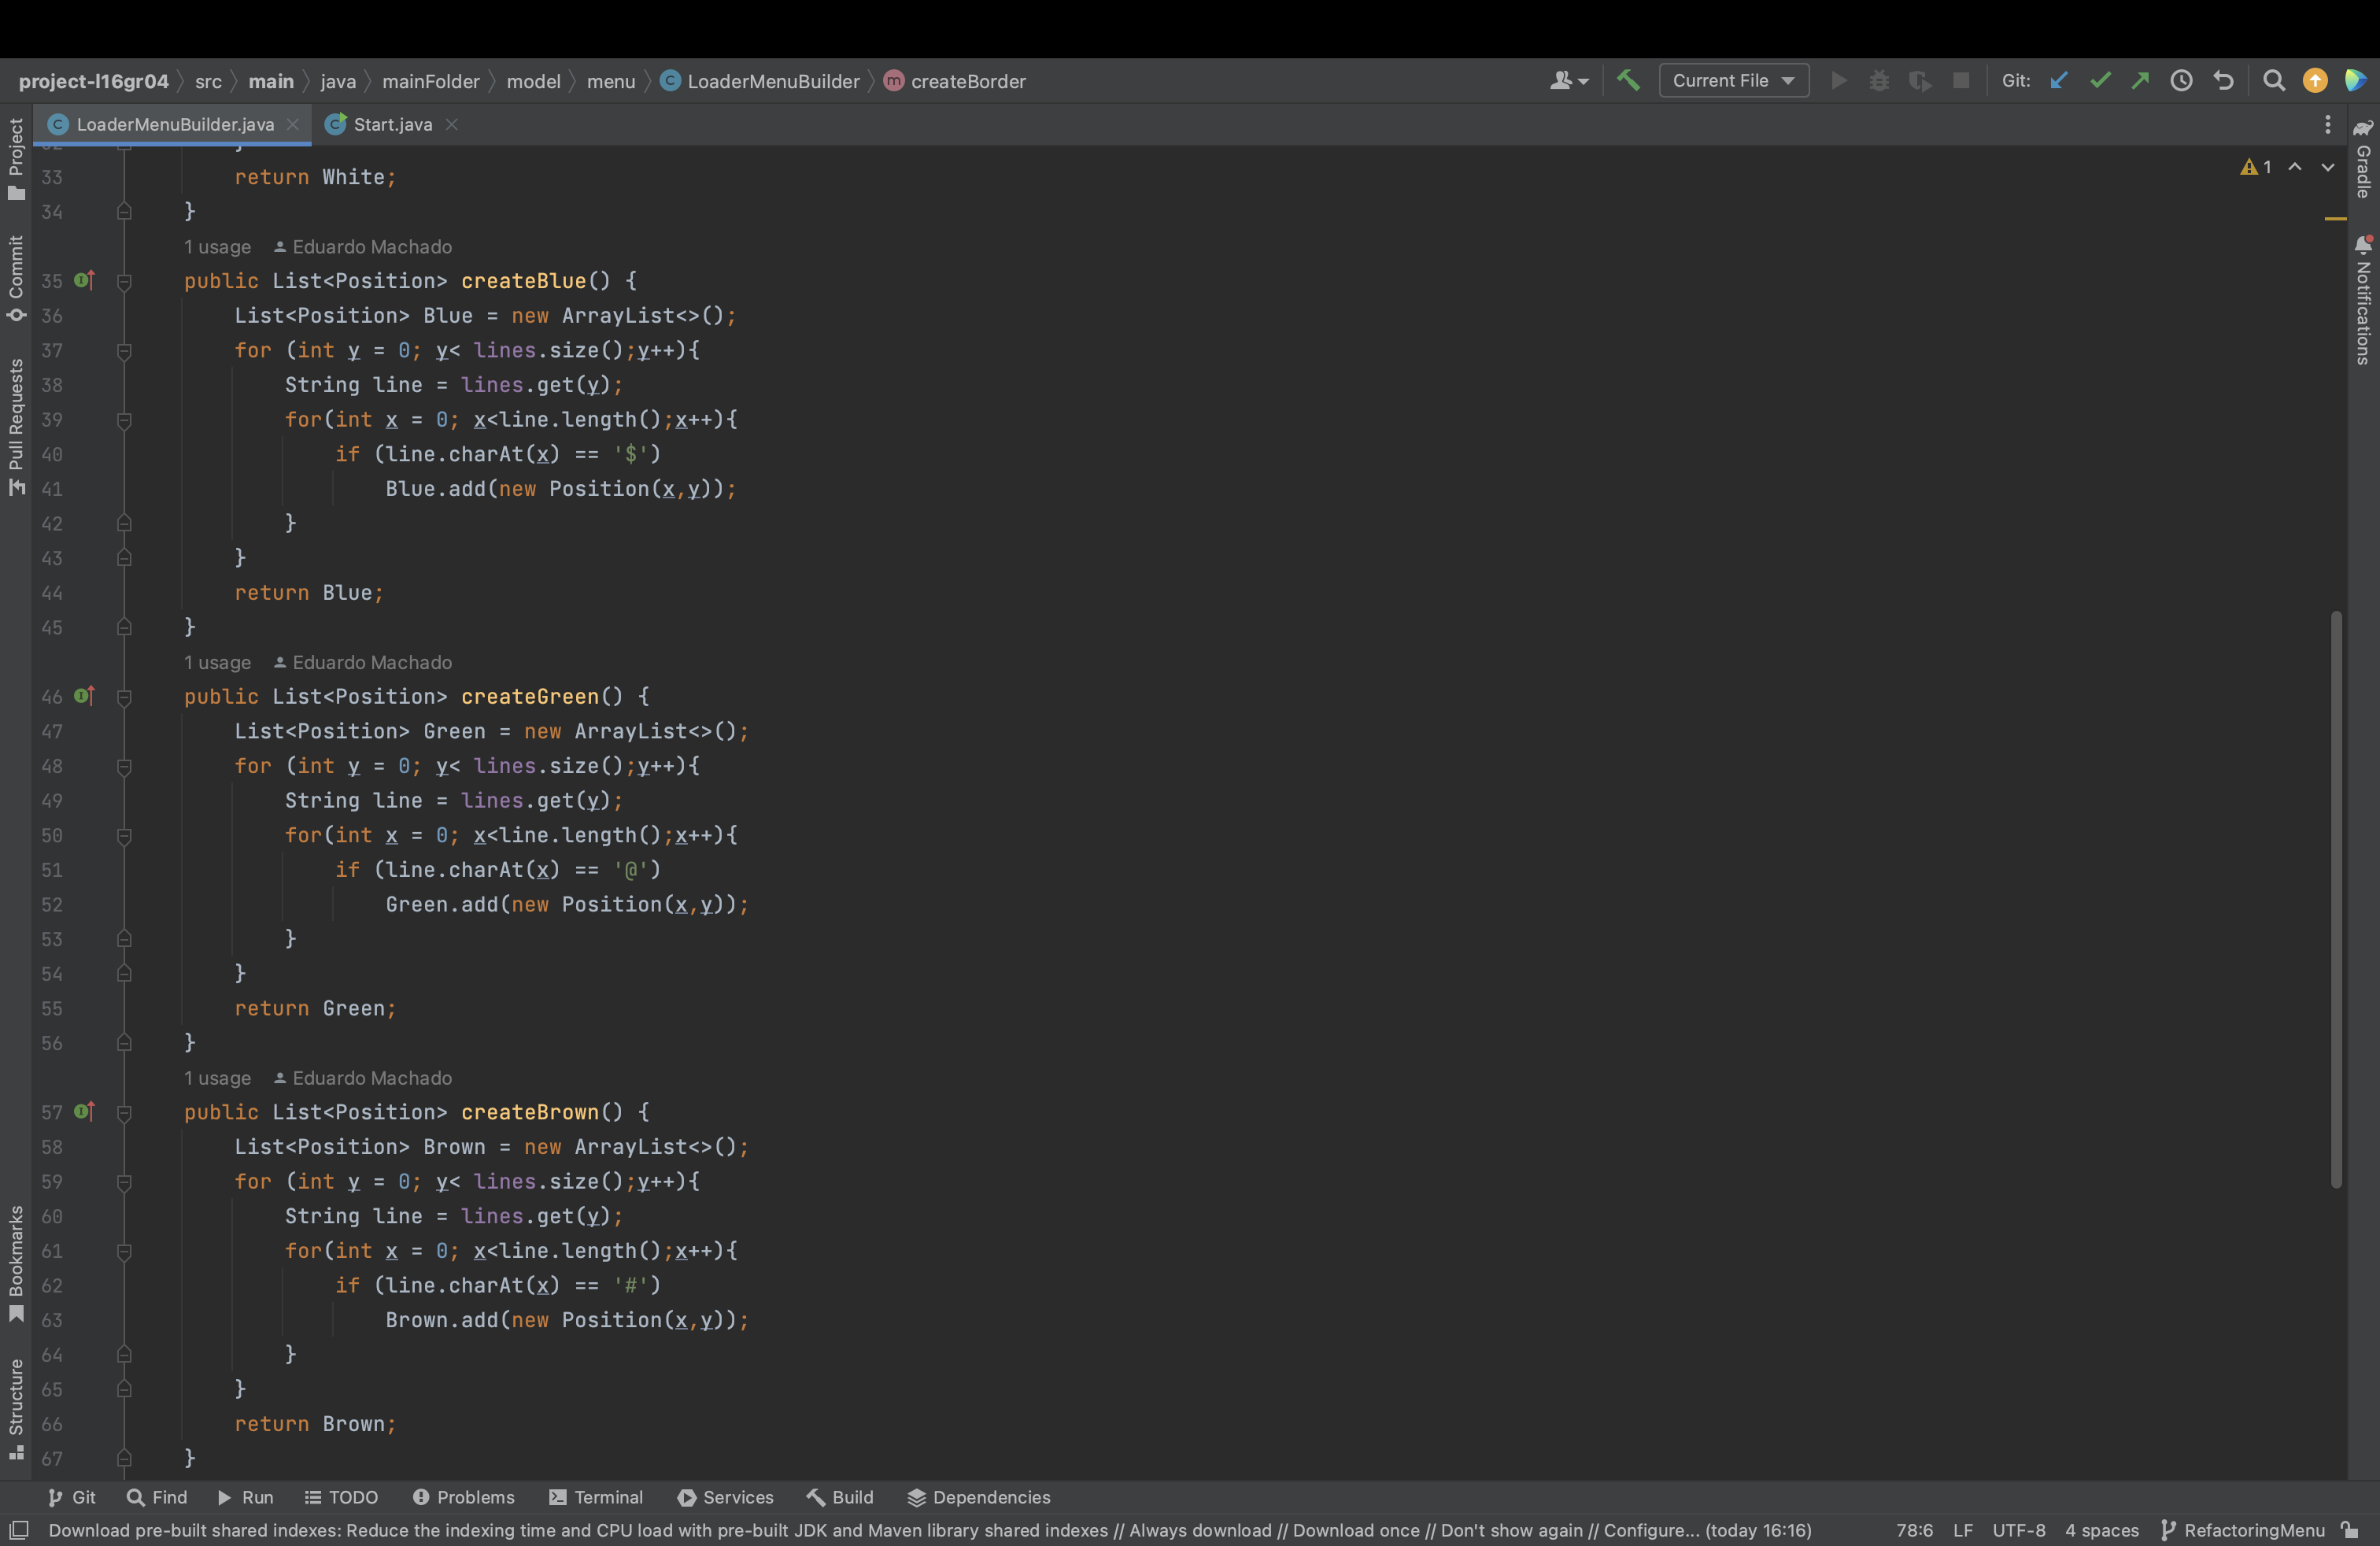 project-l16gr04 〉 src 〉 main 〉 java 〉 mainFolder 〉 model 〉 menu 〉 C LoaderMenuBuilder 〉 m createBorder
Current File
Git:
C LoaderMenuBuilder.java
C Start.java
Project
Commit
Pull Requests
Bookmarks
Structure
Gradle
Notifications
1
33 return White;
34 }
1 usage Eduardo Machado
35 public List<Position> createBlue() {
36 List<Position> Blue = new ArrayList<>();
37 for (int y = 0; y< lines.size();y++){
38 String line = lines.get(y);
39 for(int x = 0; x<line.length();x++){
40 if (line.charAt(x) == '$')
41 Blue.add(new Position(x,y));
42 }
43 }
44 return Blue;
45 }
1 usage Eduardo Machado
46 public List<Position> createGreen() {
47 List<Position> Green = new ArrayList<>();
48 for (int y = 0; y< lines.size();y++){
49 String line = lines.get(y);
50 for(int x = 0; x<line.length();x++){
51 if (line.charAt(x) == '@')
52 Green.add(new Position(x,y));
53 }
54 }
55 return Green;
56 }
1 usage Eduardo Machado
57 public List<Position> createBrown() {
58 List<Position> Brown = new ArrayList<>();
59 for (int y = 0; y< lines.size();y++){
60 String line = lines.get(y);
61 for(int x = 0; x<line.length();x++){
62 if (line.charAt(x) == '#')
63 Brown.add(new Position(x,y));
64 }
65 }
66 return Brown;
67 }
Git Find Run TODO Problems Terminal Services Build Dependencies
Download pre-built shared indexes: Reduce the indexing time and CPU load with pre-built JDK and Maven library shared indexes // Always download // Download once // Don't show again // Configure... (today 16:16)
78:6 LF UTF-8 4 spaces RefactoringMenu